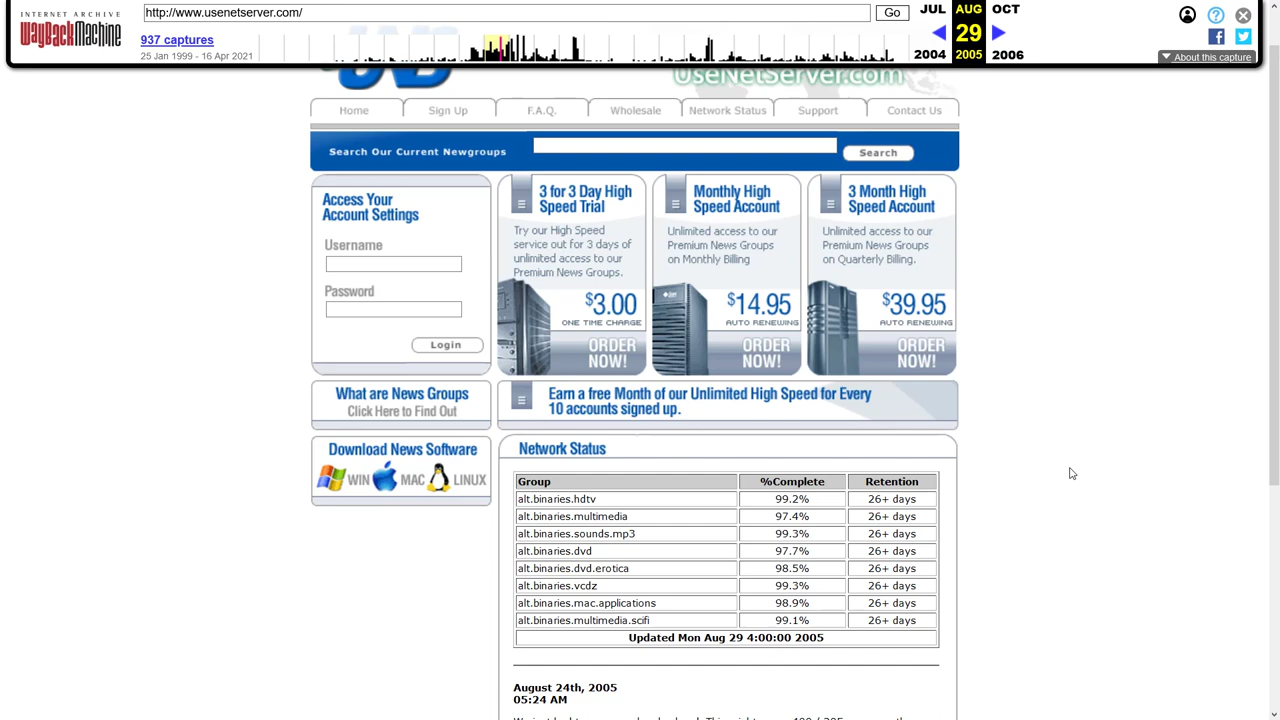 INTERNET ARCHIVE
WayBackMachine
http://www.usenetserver.com/
Go
JUL
AUG
OCT
937 captures
29
25 Jan 1999 - 16 Apr 2021
2004
2005
2006
About this capture
UseNetServer.com
Home
Sign Up
F.A.Q.
Wholesale
Network Status
Support
Contact Us
Search Our Current Newgroups
Search
Access Your
Account Settings
Username
Password
Login
3 for 3 Day High
Speed Trial
Try our High Speed
service out for 3 days of
unlimited access to our
Premium News Groups.
$3.00
ONE TIME CHARGE
ORDER
NOW!
Monthly High
Speed Account
Unlimited access to our
Premium News Groups
on Monthly Billing
$14.95
AUTO RENEWING
ORDER
NOW!
3 Month High
Speed Account
Unlimited access to our
Premium News Groups
on Quarterly Billing.
$39.95
AUTO RENEWING
ORDER
NOW!
What are News Groups
Click Here to Find Out
Earn a free Month of our Unlimited High Speed for Every
10 accounts signed up.
Download News Software
WIN MAC LINUX
Network Status
Group %Complete Retention
alt.binaries.hdtv 99.2% 26+ days
alt.binaries.multimedia 97.4% 26+ days
alt.binaries.sounds.mp3 99.3% 26+ days
alt.binaries.dvd 97.7% 26+ days
alt.binaries.dvd.erotica 98.5% 26+ days
alt.binaries.vcdz 99.3% 26+ days
alt.binaries.mac.applications 98.9% 26+ days
alt.binaries.multimedia.scifi 99.1% 26+ days
Updated Mon Aug 29 4:00:00 2005
August 24th, 2005
05:24 AM